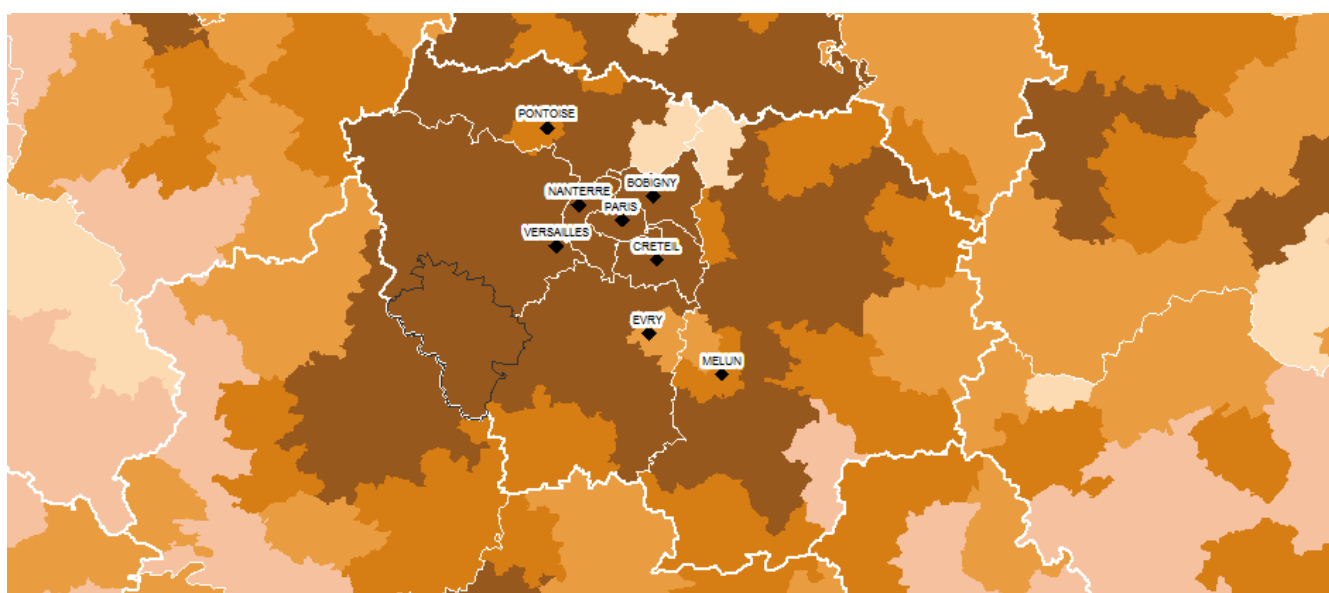 PONTOISE
BOBIGNY
NANTERRE
PARIS
VERSAILLES
CRETEIL
EVRY
MELUN